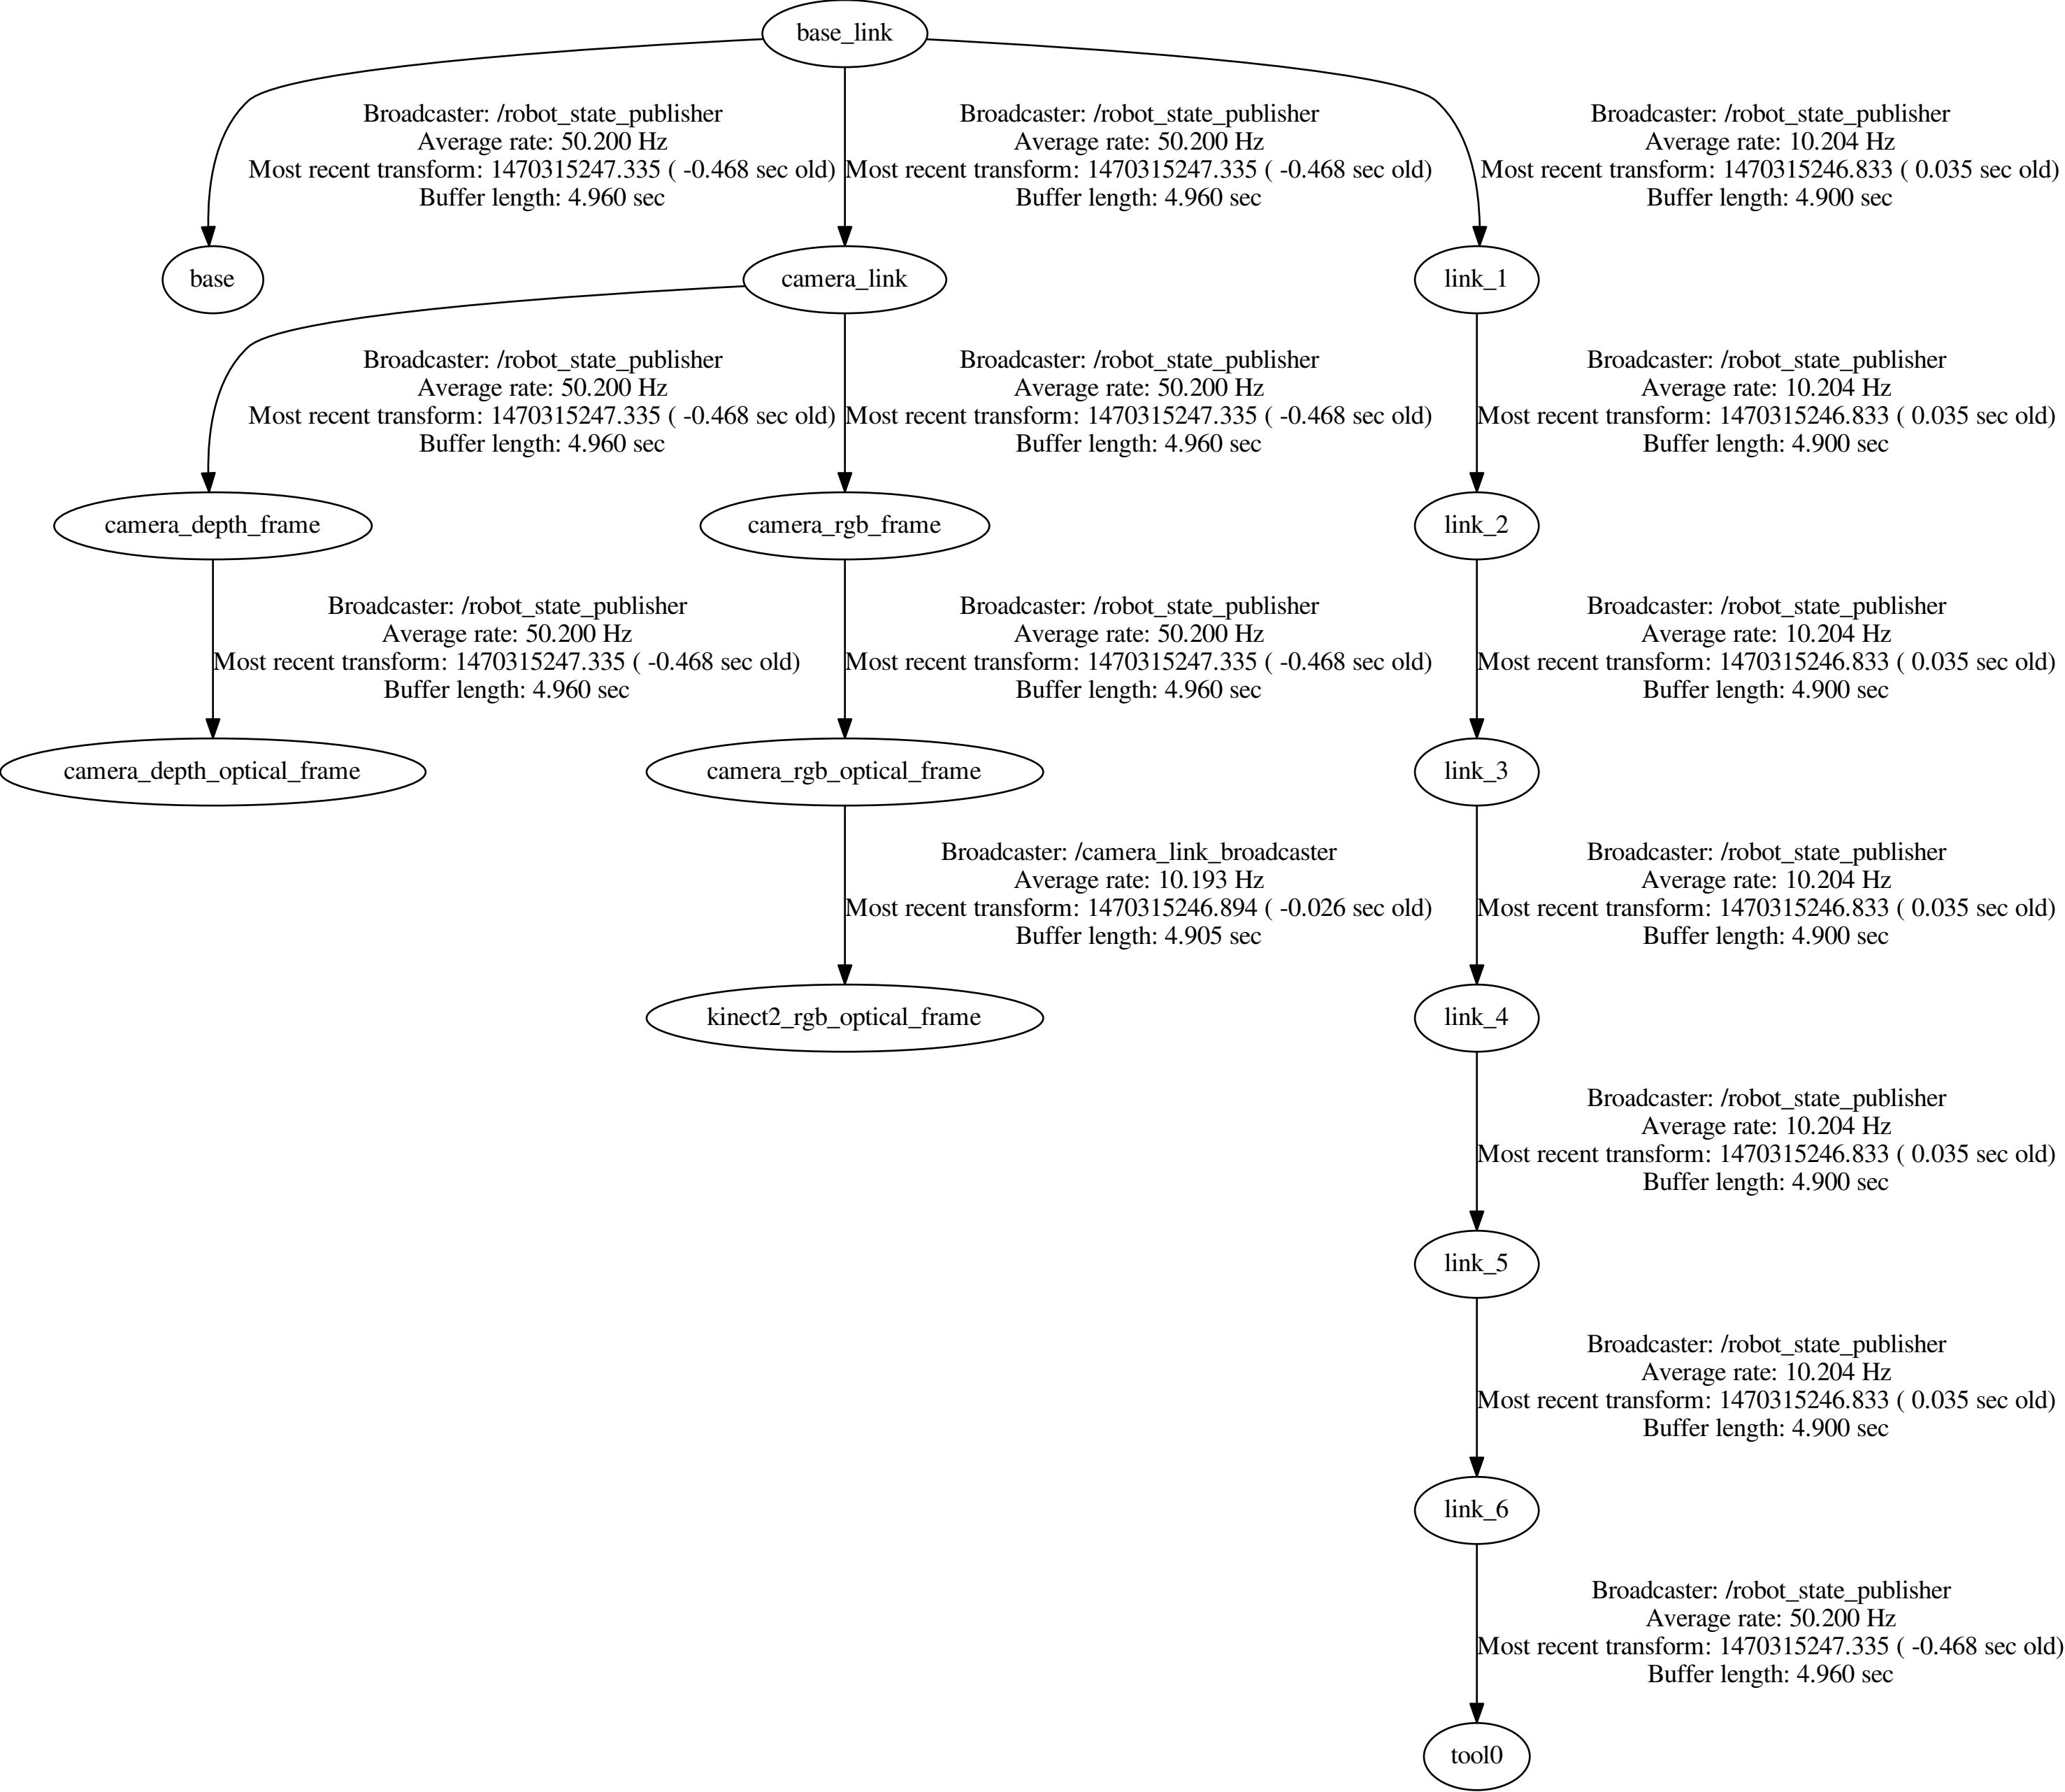 base_link
Broadcaster: /robot_state_publisher
Average rate: 50.200 Hz
Most recent transform: 1470315247.335 ( -0.468 sec old)
Buffer length: 4.960 sec
Broadcaster: /robot_state_publisher
Average rate: 50.200 Hz
Most recent transform: 1470315247.335 ( -0.468 sec old)
Buffer length: 4.960 sec
Broadcaster: /robot_state_publisher
Average rate: 10.204 Hz
Most recent transform: 1470315246.833 ( 0.035 sec old)
Buffer length: 4.900 sec
base
camera_link
link_1
Broadcaster: /robot_state_publisher
Average rate: 50.200 Hz
Most recent transform: 1470315247.335 ( -0.468 sec old)
Buffer length: 4.960 sec
Broadcaster: /robot_state_publisher
Average rate: 50.200 Hz
Most recent transform: 1470315247.335 ( -0.468 sec old)
Buffer length: 4.960 sec
Broadcaster: /robot_state_publisher
Average rate: 10.204 Hz
Most recent transform: 1470315246.833 ( 0.035 sec old)
Buffer length: 4.900 sec
camera_depth_frame
camera_rgb_frame
link_2
Broadcaster: /robot_state_publisher
Average rate: 50.200 Hz
Most recent transform: 1470315247.335 ( -0.468 sec old)
Buffer length: 4.960 sec
Broadcaster: /robot_state_publisher
Average rate: 50.200 Hz
Most recent transform: 1470315247.335 ( -0.468 sec old)
Buffer length: 4.960 sec
Broadcaster: /robot_state_publisher
Average rate: 10.204 Hz
Most recent transform: 1470315246.833 ( 0.035 sec old)
Buffer length: 4.900 sec
camera_depth_optical_frame
camera_rgb_optical_frame
link_3
Broadcaster: /camera_link_broadcaster
Average rate: 10.193 Hz
Most recent transform: 1470315246.894 ( -0.026 sec old)
Buffer length: 4.905 sec
Broadcaster: /robot_state_publisher
Average rate: 10.204 Hz
Most recent transform: 1470315246.833 ( 0.035 sec old)
Buffer length: 4.900 sec
kinect2_rgb_optical_frame
link_4
Broadcaster: /robot_state_publisher
Average rate: 10.204 Hz
Most recent transform: 1470315246.833 ( 0.035 sec old)
Buffer length: 4.900 sec
link_5
Broadcaster: /robot_state_publisher
Average rate: 10.204 Hz
Most recent transform: 1470315246.833 ( 0.035 sec old)
Buffer length: 4.900 sec
link_6
Broadcaster: /robot_state_publisher
Average rate: 50.200 Hz
Most recent transform: 1470315247.335 ( -0.468 sec old)
Buffer length: 4.960 sec
tool0